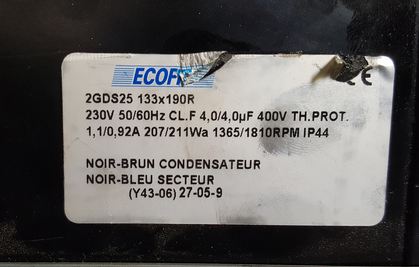 ECOFIT
2GDS25 133x190R
230V 50/60Hz CL.F 4,0/4,0µF 400V TH.PROT.
1,1/0,92A 207/211Wa 1365/1810RPM IP44
NOIR-BRUN CONDENSATEUR
NOIR-BLEU SECTEUR
(Y43-06) 27-05-9